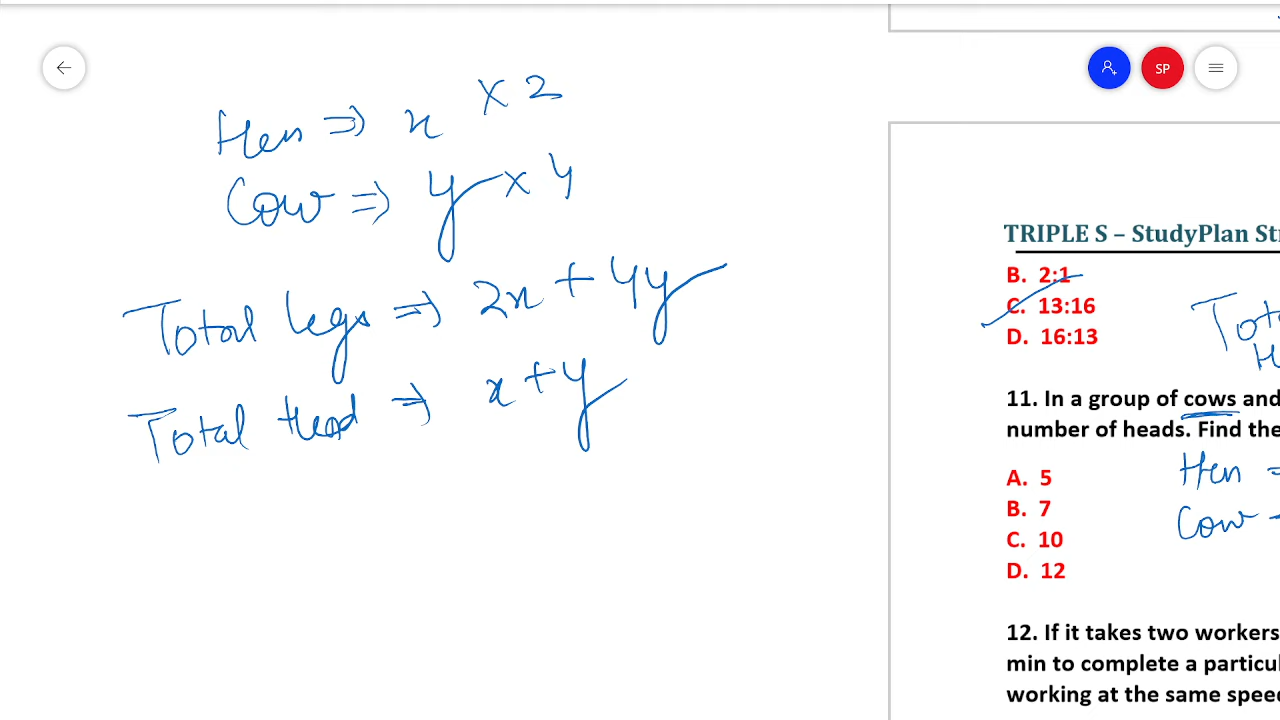 Hen ⇒ x × 2
Cow ⇒ y × 4
Total legs ⇒ 2x + 4y
Total Head ⇒ x + y
SP
TRIPLE S – StudyPlan St
B. 2:1
C. 13:16
D. 16:13
Tot
H
11. In a group of cows and
number of heads. Find the
A. 5
B. 7
C. 10
D. 12
Hen =
Cow
12. If it takes two workers
min to complete a particul
working at the same speed